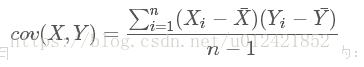 cov(X, Y) = \frac{\sum_{i=1}^{n}(X_i - \bar{X})(Y_i - \bar{Y})}{n - 1}
https://blog.csdn.net/u012421852